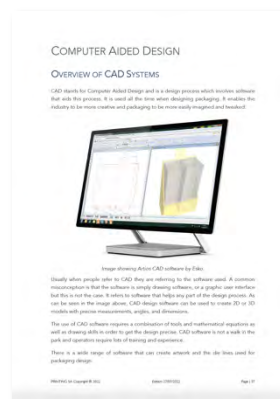 COMPUTER AIDED DESIGN
OVERVIEW OF CAD SYSTEMS
CAD stands for Computer Aided Design and is a design process which involves software
that aids this process. It is used all the time when designing packaging. It enables the
industry to be more creative and packaging to be more easily imagined and tweaked.
Image showing Artios CAD software by Esko.
Usually when people refer to CAD they are referring to the software used. A common
misconception is that the software is simply drawing software, or a graphic user interface
but this is not the case. It refers to software that helps any part of the design process. As
can be seen in the image above, CAD design software can be used to create 2D or 3D
models with precise measurements, angles, and dimensions.
The use of CAD software requires a combination of tools and mathematical equations as
well as drawing skills in order to get the design precise. CAD software is not a walk in the
park and operators require lots of training and experience.
There is a wide range of software that can create artwork and the die lines used for
packaging design.
Page | 37